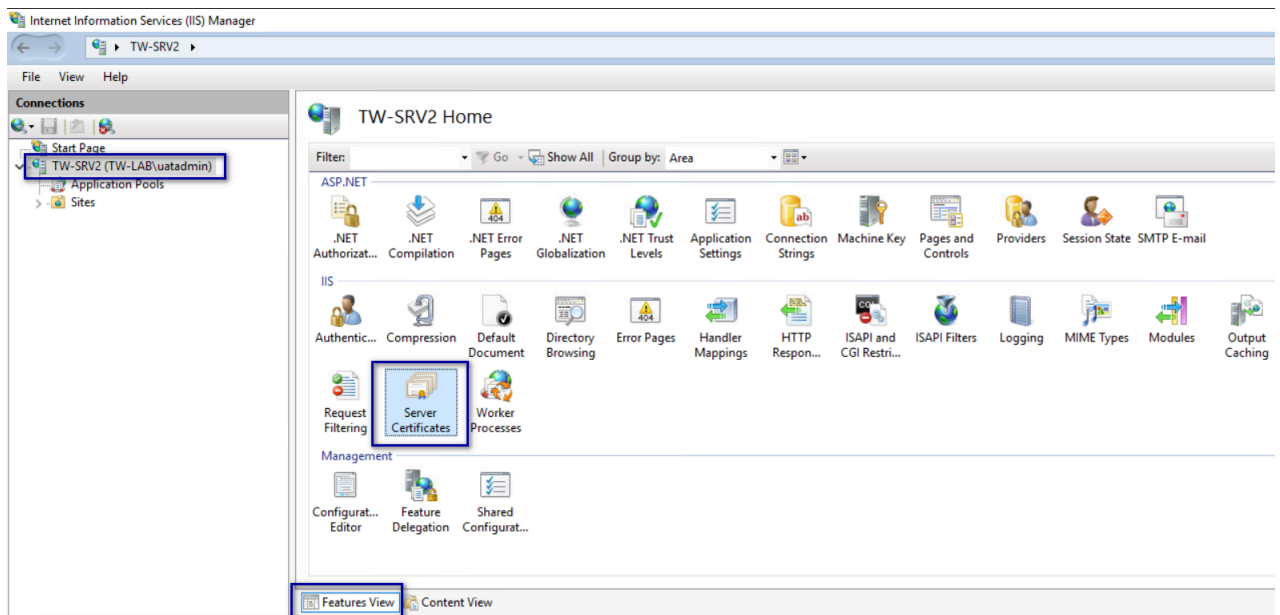 Internet Information Services (IIS) Manager
TW-SRV2
File View Help
Connections
Start Page
TW-SRV2 (TW-LAB\uatadmin)
Application Pools
Sites
TW-SRV2 Home
Filter: Go Show All Group by: Area
ASP.NET
.NET Authorizat...
.NET Compilation
.NET Error Pages
.NET Globalization
.NET Trust Levels
Application Settings
Connection Strings
Machine Key
Pages and Controls
Providers
Session State
SMTP E-mail
IIS
Authentic...
Compression
Default Document
Directory Browsing
Error Pages
Handler Mappings
HTTP Respon...
ISAPI and CGI Restri...
ISAPI Filters
Logging
MIME Types
Modules
Output Caching
Request Filtering
Server Certificates
Worker Processes
Management
Configurat... Editor
Feature Delegation
Shared Configurat...
Features View
Content View